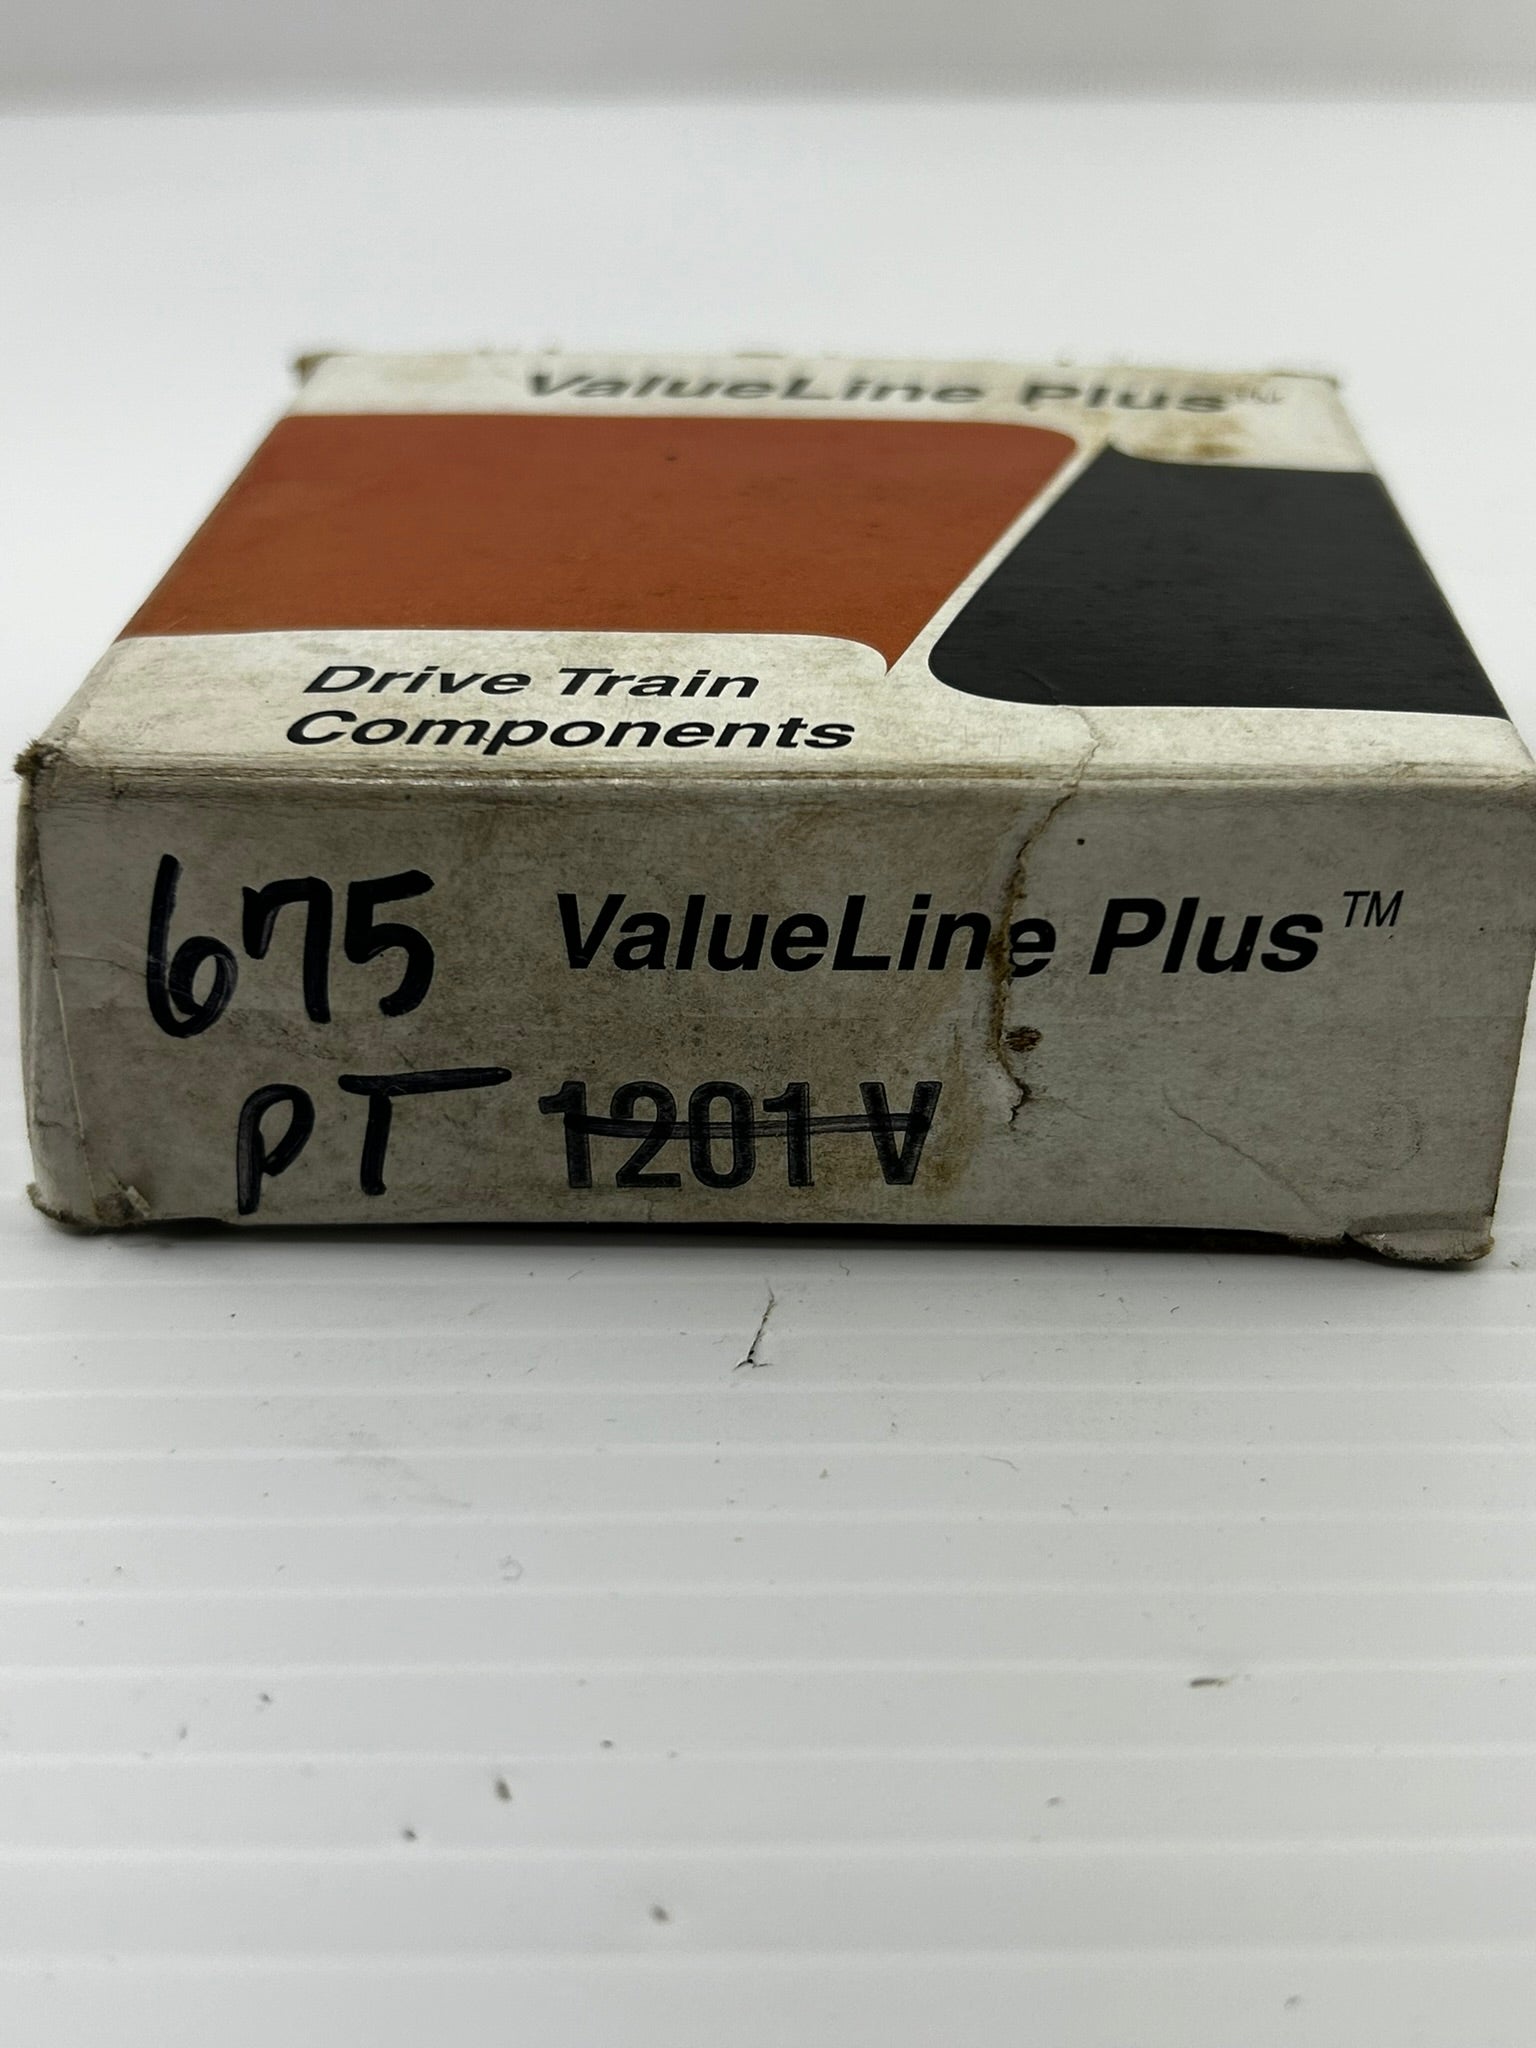 ValueLine Plus™
Drive Train
Components
675 ValueLine Plus™
PT 1201 V